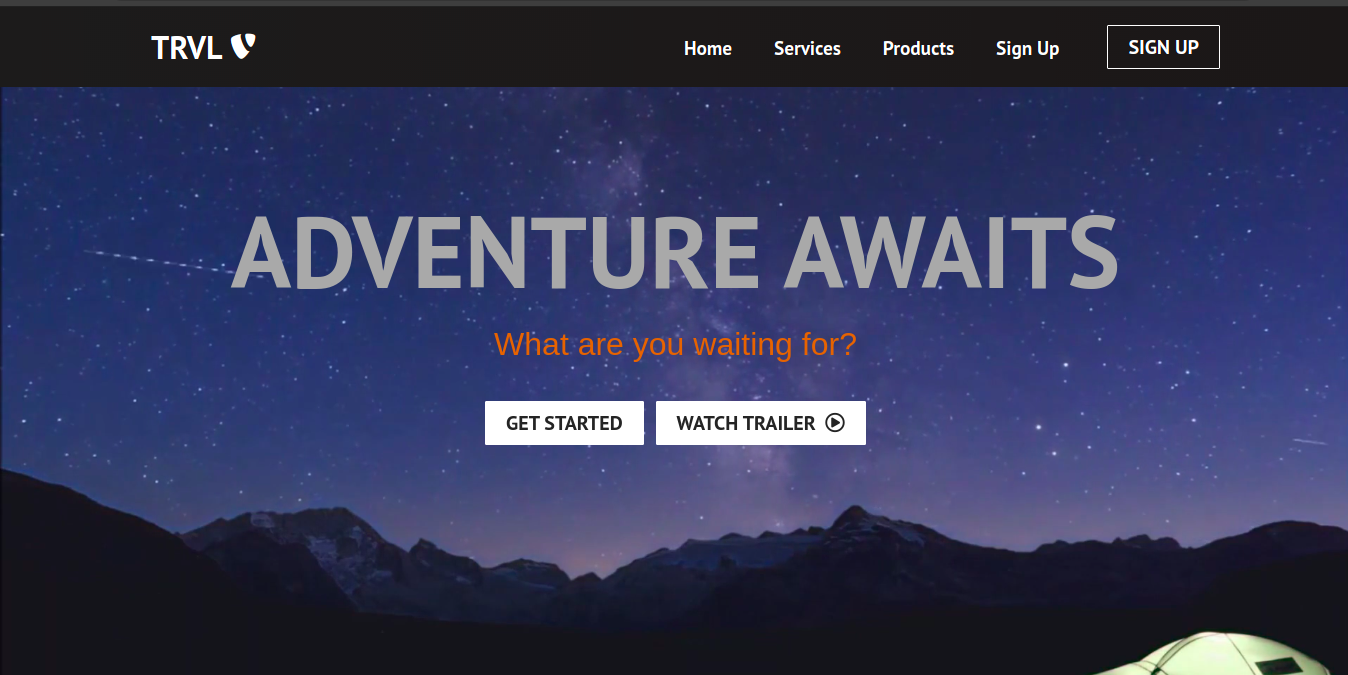 TRVL
Home Services Products Sign Up SIGN UP
ADVENTURE AWAITS
What are you waiting for?
GET STARTED WATCH TRAILER